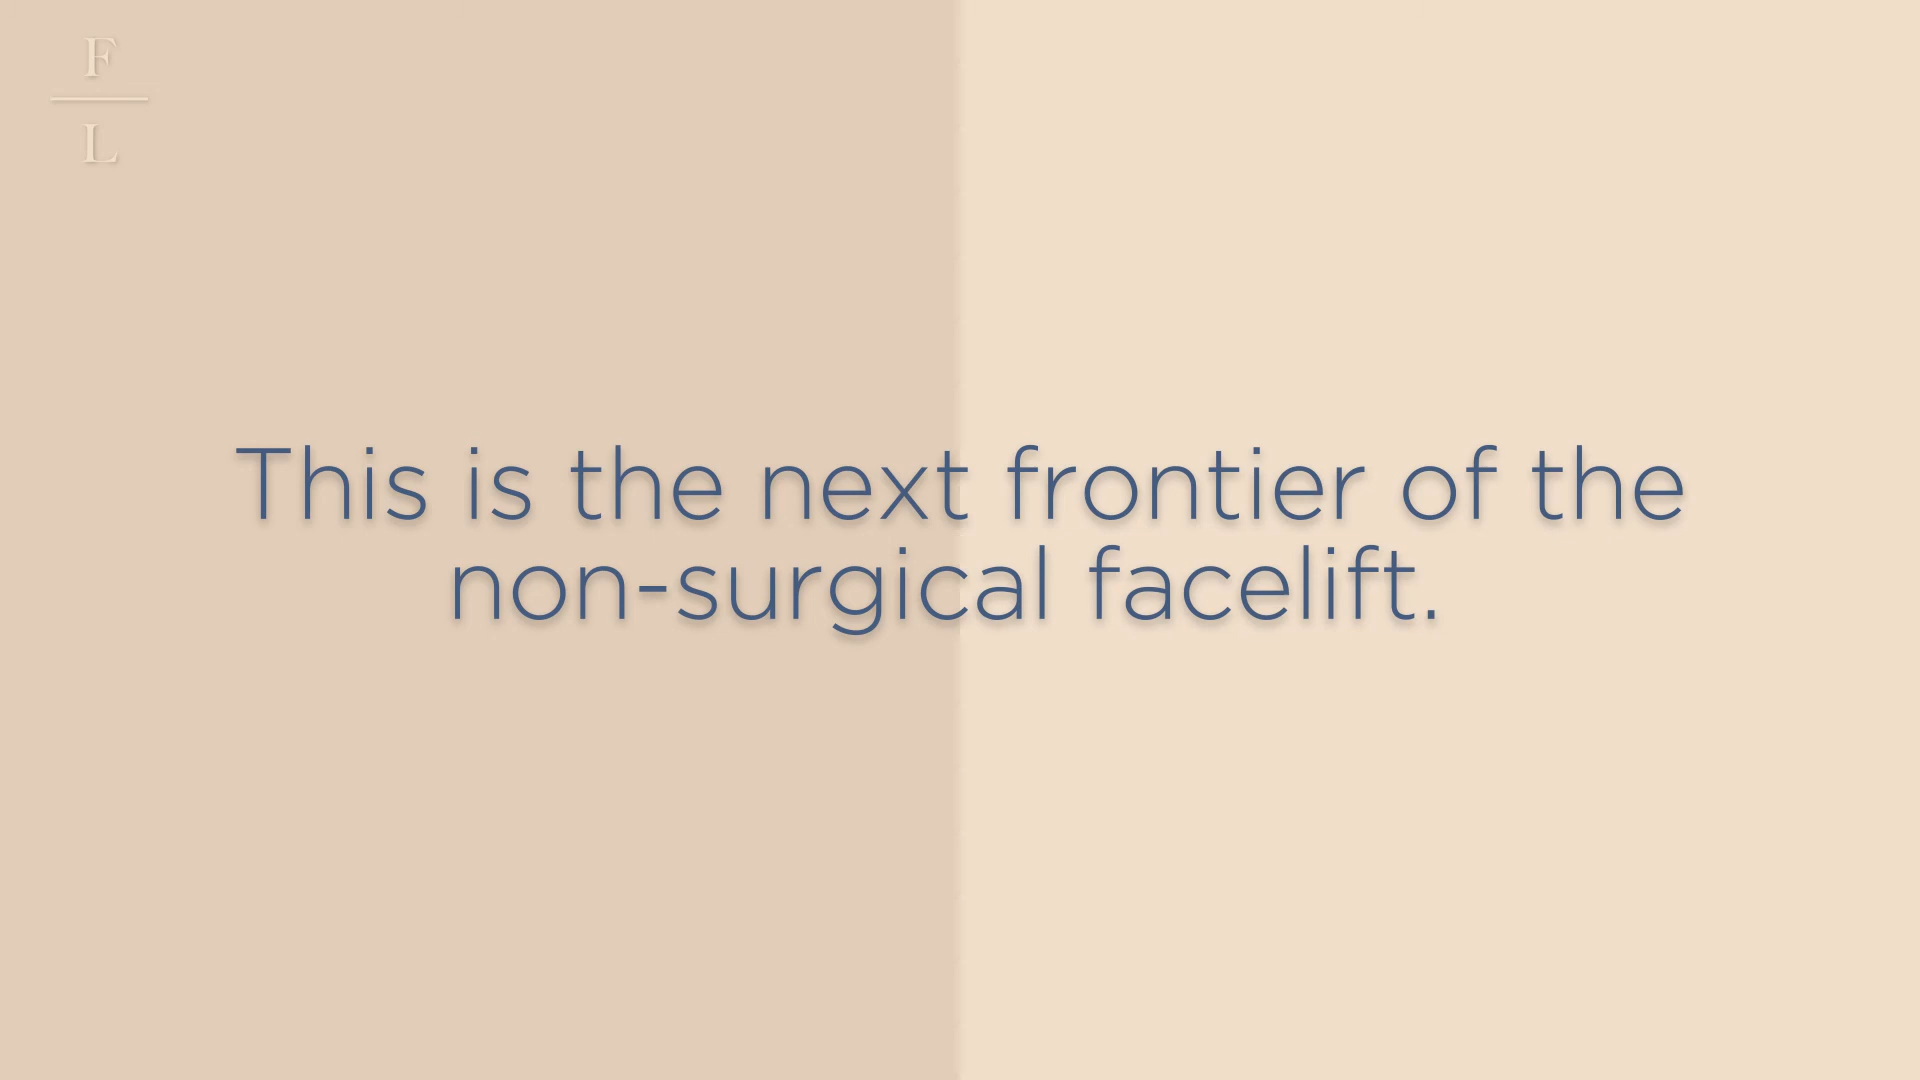 F
L
This is the next frontier of the
non-surgical facelift.